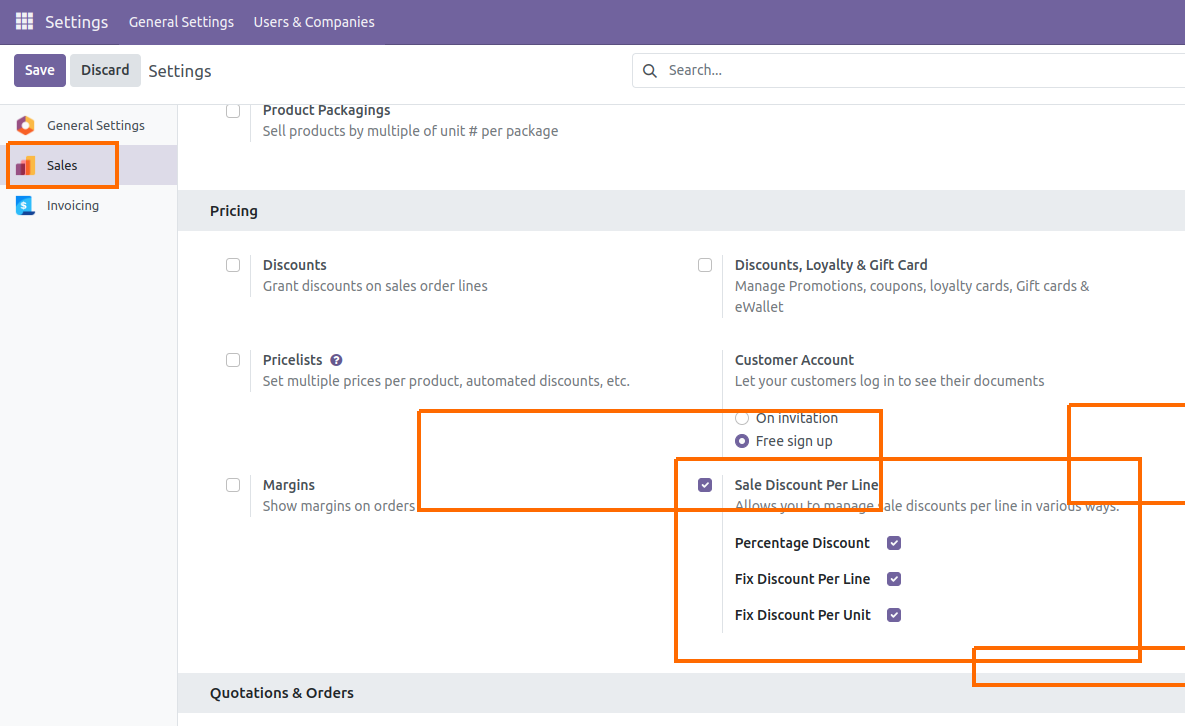 Settings General Settings Users & Companies
Save Discard Settings Search...
General Settings
Sales
Invoicing
Product Packagings
Sell products by multiple of unit # per package
Pricing
Discounts
Grant discounts on sales order lines
Discounts, Loyalty & Gift Card
Manage Promotions, coupons, loyalty cards, Gift cards &
eWallet
Pricelists ?
Set multiple prices per product, automated discounts, etc.
Customer Account
Let your customers log in to see their documents
On invitation
Free sign up
Margins
Show margins on orders
Sale Discount Per Line
Allows you to manage sale discounts per line in various ways.
Percentage Discount
Fix Discount Per Line
Fix Discount Per Unit
Quotations & Orders